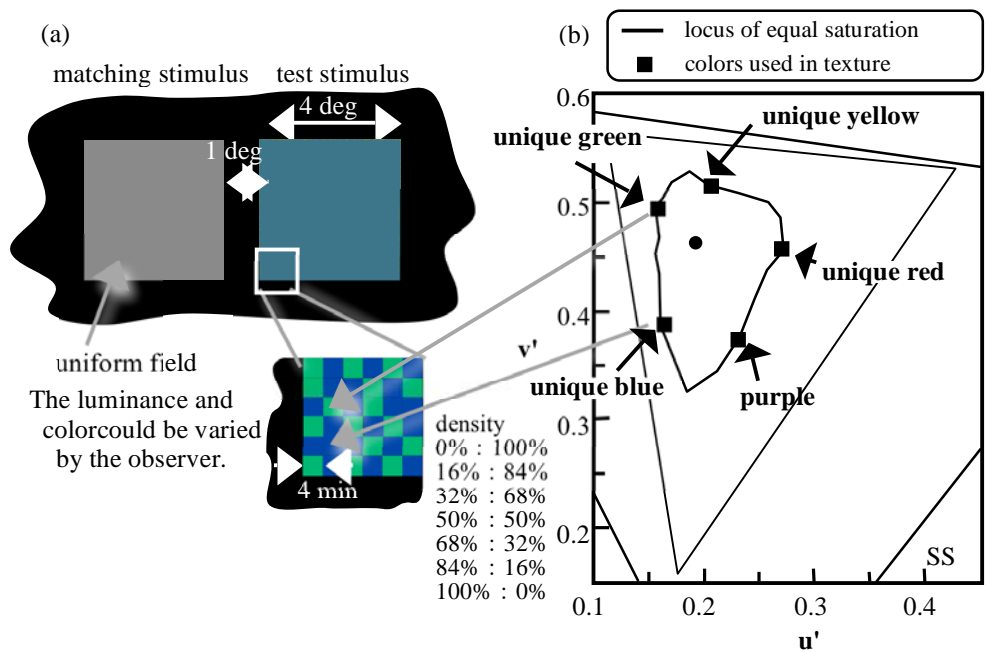 (a)
matching stimulus
test stimulus
4 deg
1 deg
uniform field
The luminance and
colorcould be varied
by the observer.
4 min
density
0% : 100%
16% : 84%
32% : 68%
50% : 50%
68% : 32%
84% : 16%
100% : 0%
(b)
locus of equal saturation
colors used in texture
unique yellow
unique green
unique red
unique blue
purple
v'
0.6
0.5
0.4
0.3
0.2
0.1
0.2
0.3
0.4
u'
SS